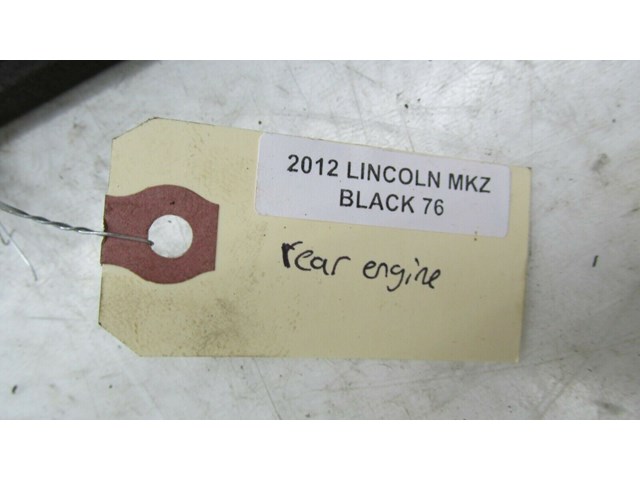 2012 LINCOLN MKZ
BLACK 76
rear engine